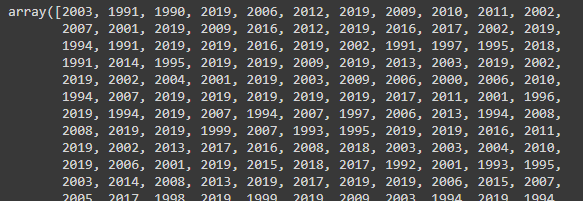 array([2003, 1991, 1990, 2019, 2006, 2012, 2019, 2009, 2010, 2011, 2002,
2007, 2001, 2019, 2009, 2016, 2012, 2019, 2016, 2017, 2002, 2019,
1994, 1991, 2019, 2019, 2016, 2019, 2002, 1991, 1997, 1995, 2018,
1991, 2014, 1995, 2019, 2019, 2009, 2019, 2013, 2003, 2019, 2002,
2019, 2002, 2004, 2001, 2019, 2003, 2009, 2006, 2000, 2006, 2010,
1994, 2007, 2019, 2019, 2019, 2019, 2019, 2017, 2011, 2001, 1996,
2019, 1994, 2019, 2007, 1994, 2007, 1997, 2006, 2013, 1994, 2008,
2008, 2019, 2019, 1999, 2007, 1993, 1995, 2019, 2019, 2016, 2011,
2019, 2002, 2013, 2017, 2016, 2008, 2018, 2003, 2003, 2004, 2010,
2019, 2006, 2001, 2019, 2015, 2018, 2017, 1992, 2001, 1993, 1995,
2003, 2014, 2008, 2013, 2019, 2017, 2019, 2019, 2006, 2015, 2007,
2005, 2017, 1998, 2019, 1999, 2019, 2009, 2003, 1994, 2019, 1994,